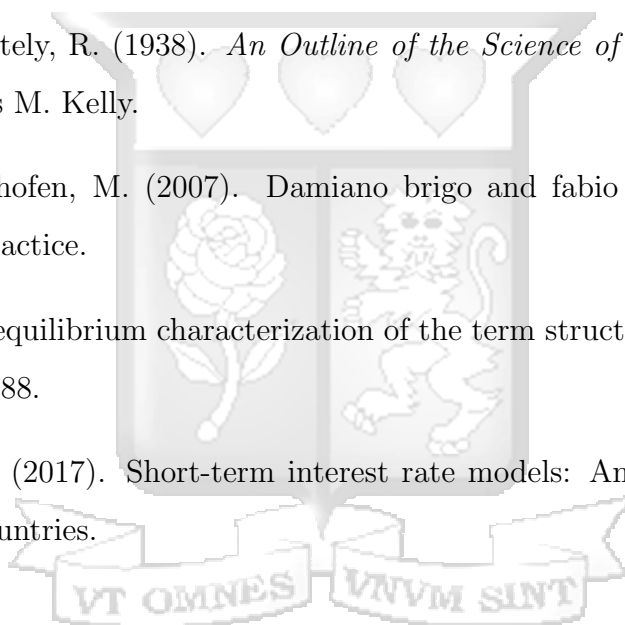 tely, R. (1938). An Outline of the Science of
s M. Kelly.
hofen, M. (2007). Damiano brigo and fabio
actice.
equilibrium characterization of the term struct
88.
(2017). Short-term interest rate models: An
untries.
VT OMNES VNVM SINT